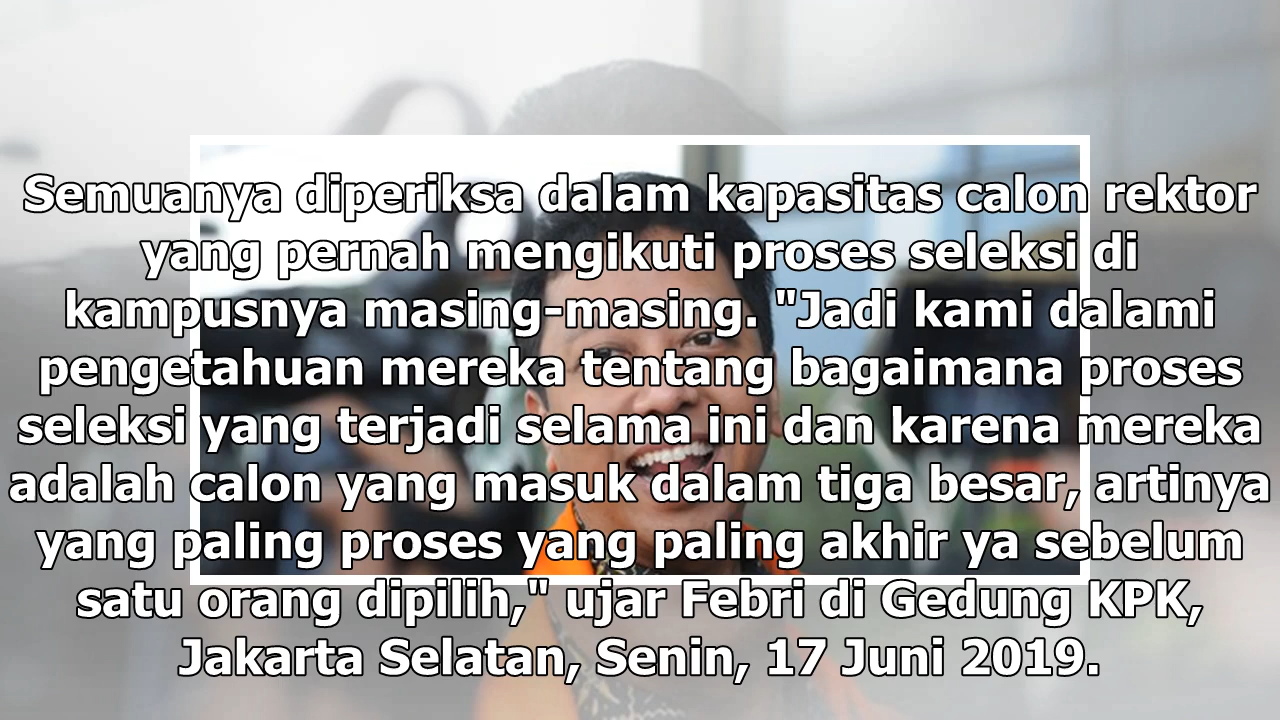 Semuanya diperiksa dalam kapasitas calon rektor
yang pernah mengikuti proses seleksi di
kampusnya masing-masing. "Jadi kami dalami
pengetahuan mereka tentang bagaimana proses
seleksi yang terjadi selama ini dan karena mereka
adalah calon yang masuk dalam tiga besar, artinya
yang paling proses yang paling akhir ya sebelum
satu orang dipilih," ujar Febri di Gedung KPK,
Jakarta Selatan, Senin, 17 Juni 2019.